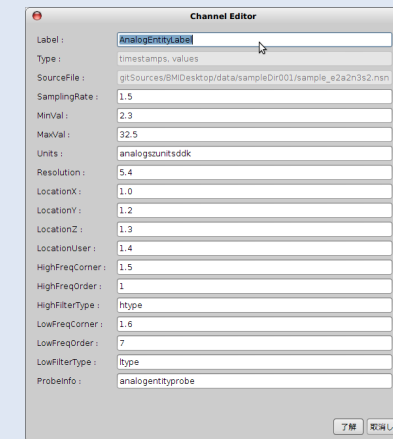 Channel Editor
Label : AnalogEntityLabel
Type : timestamps, values
SourceFile : gitSources/BMIDesktop/data/sampleDir001/sample_e2a2n3s2.nsn
SamplingRate : 1.5
MinVal : 2.3
MaxVal : 32.5
Units : analogszunitsddk
Resolution : 5.4
LocationX : 1.0
LocationY : 1.2
LocationZ : 1.3
LocationUser : 1.4
HighFreqCorner : 1.5
HighFreqOrder : 1
HighFilterType : htype
LowFreqCorner : 1.6
LowFreqOrder : 7
LowFilterType : ltype
ProbeInfo : analogentityprobe
了解 取消し